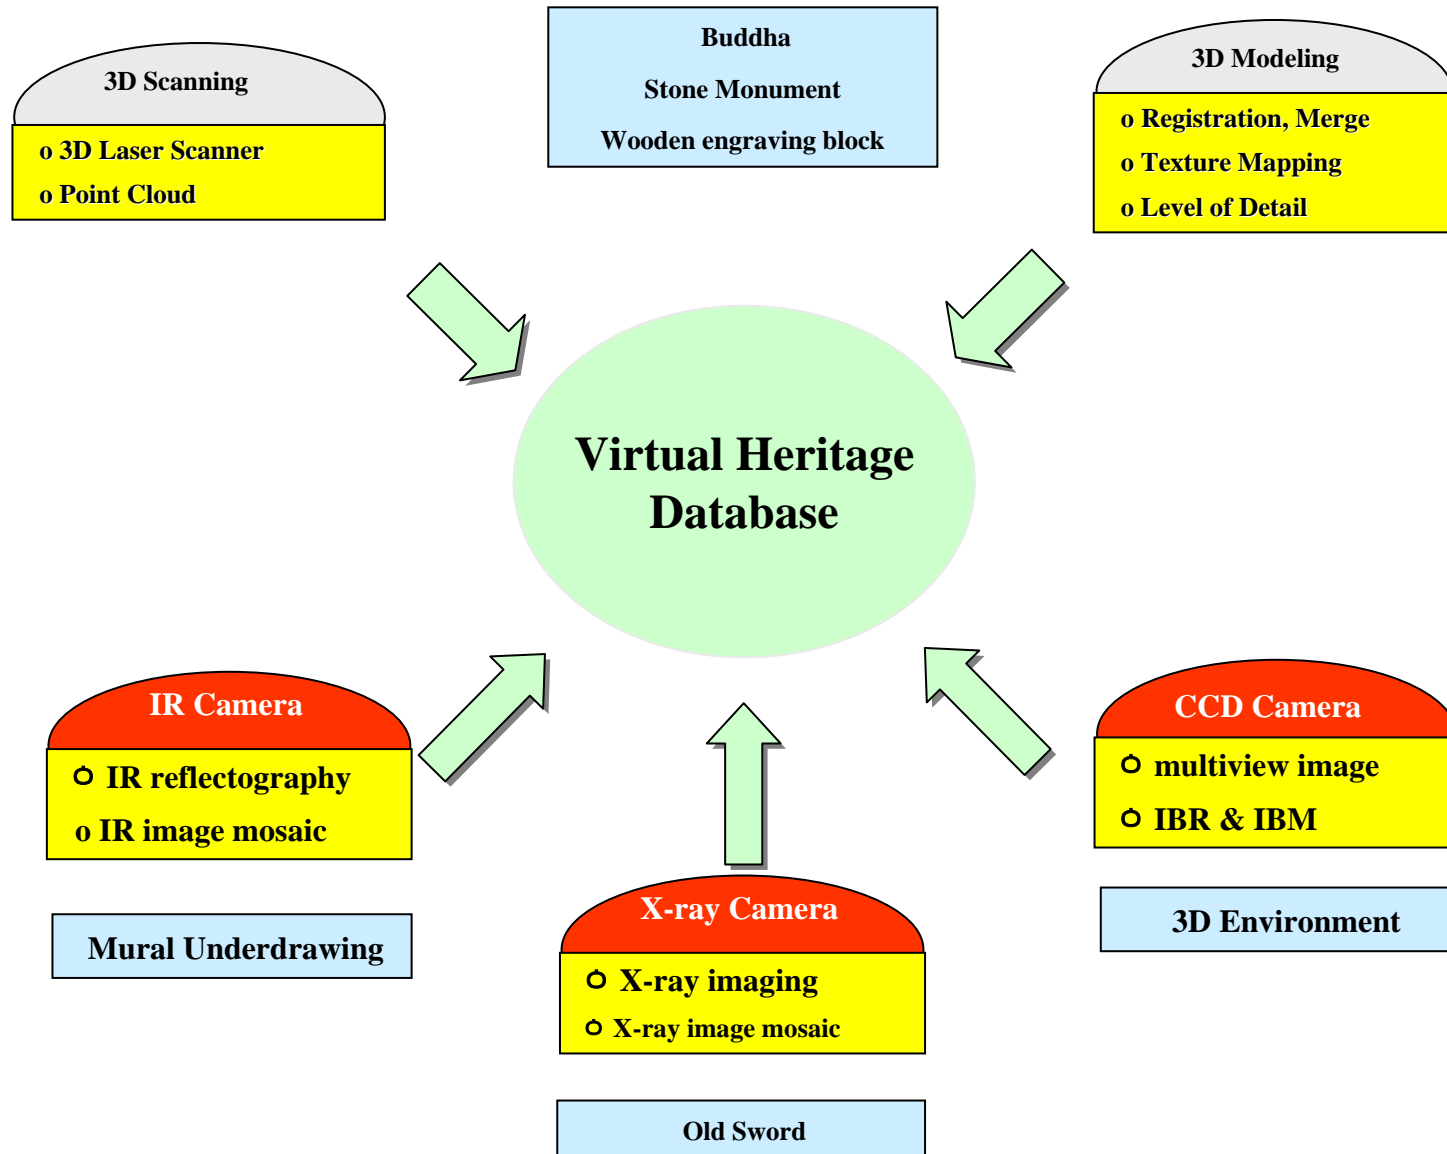 3D Scanning
o 3D Laser Scanner
o Point Cloud
Buddha
Stone Monument
Wooden engraving block
3D Modeling
o Registration, Merge
o Texture Mapping
o Level of Detail
Virtual Heritage
Database
IR Camera
o IR reflectography
o IR image mosaic
Mural Underdrawing
X-ray Camera
o X-ray imaging
o X-ray image mosaic
Old Sword
CCD Camera
o multiview image
o IBR & IBM
3D Environment